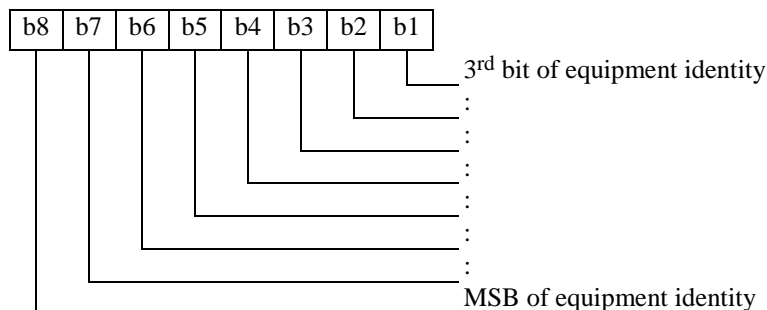 b8 b7 b6 b5 b4 b3 b2 b1
3rd bit of equipment identity
:
:
:
:
:
:
MSB of equipment identity